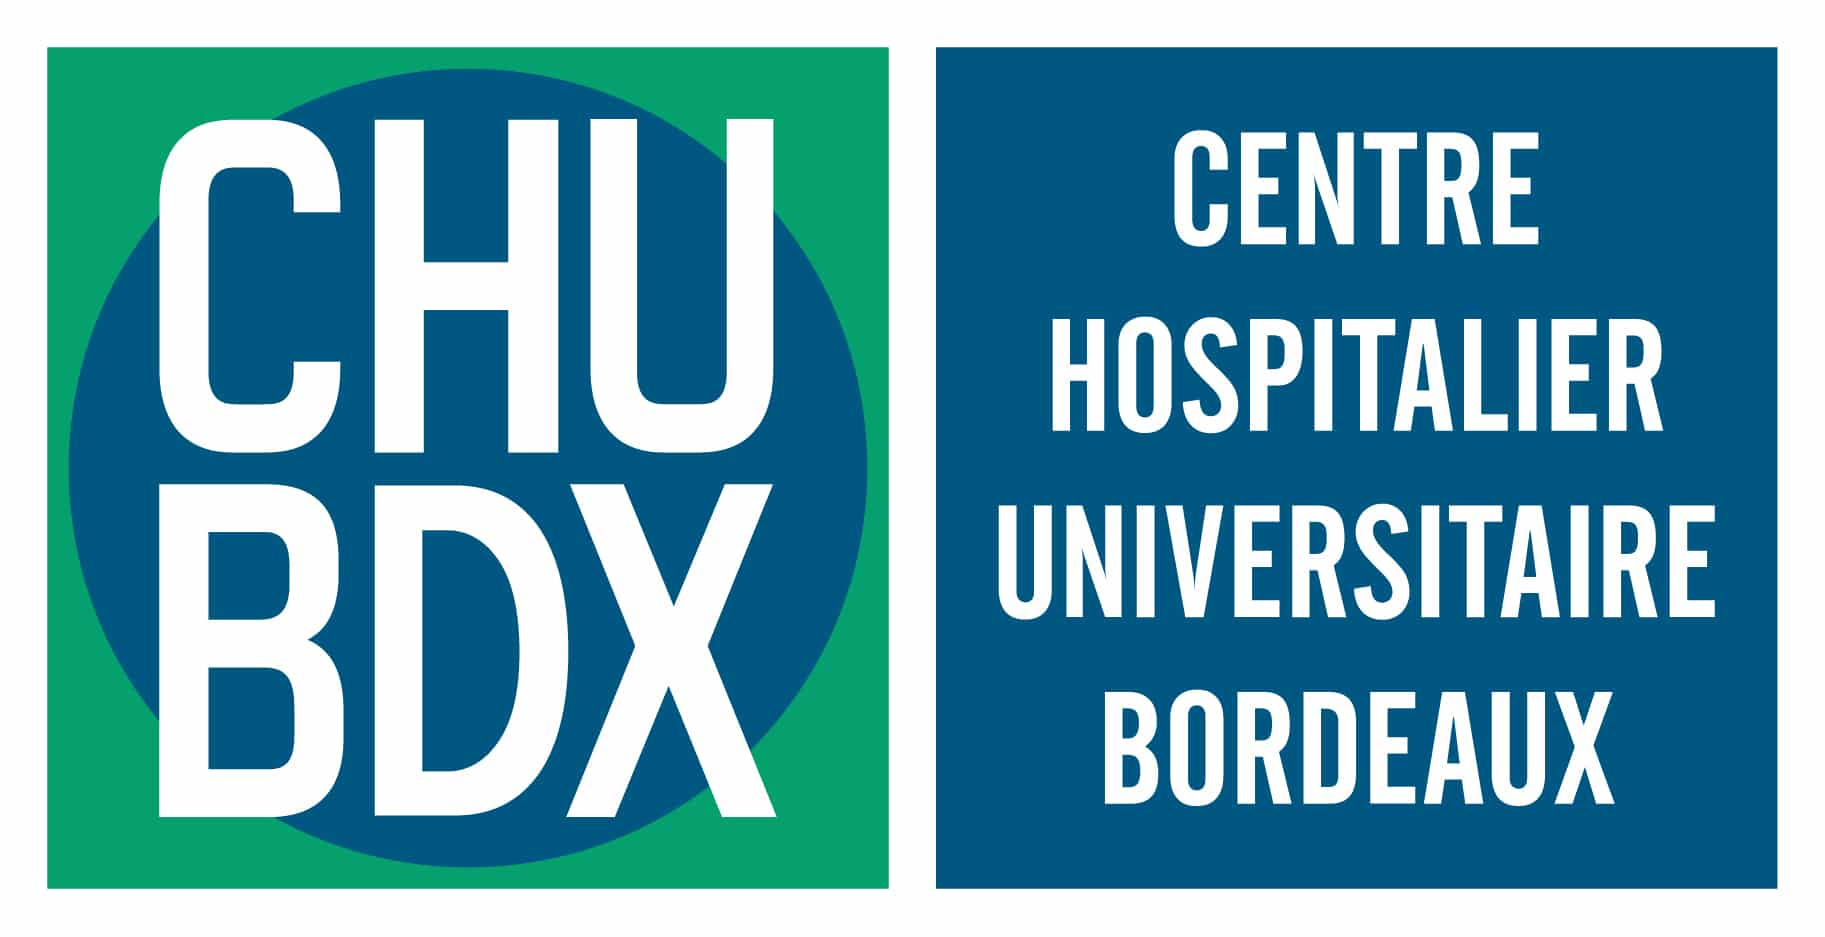 CHU
BDX
CENTRE
HOSPITALIER
UNIVERSITAIRE
BORDEAUX